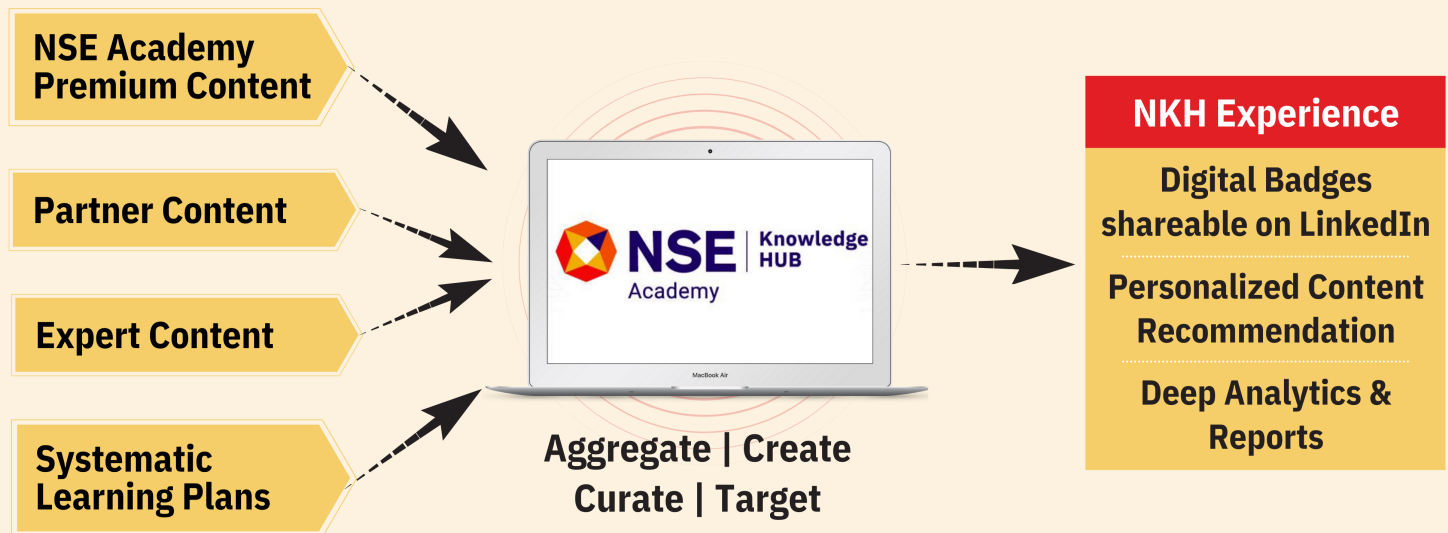 NSE Academy
Premium Content
Partner Content
Expert Content
Systematic
Learning Plans
NSE
Academy
Knowledge
HUB
MacBook Air
Aggregate | Create
Curate | Target
NKH Experience
Digital Badges
shareable on LinkedIn
Personalized Content
Recommendation
Deep Analytics &
Reports